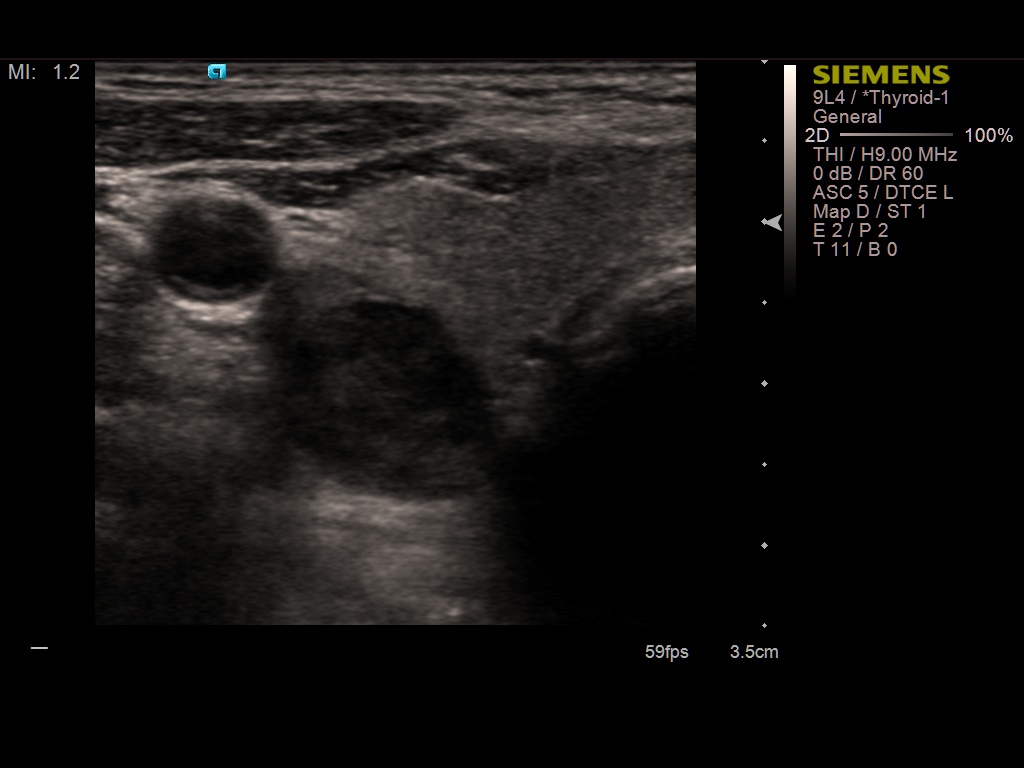 MI: 1.2
SIEMENS
9L4 / *Thyroid-1
General
2D 100%
THI / H9.00 MHz
0 dB / DR 60
ASC 5 / DTCE L
Map D / ST 1
E 2 / P 2
T 11 / B 0
59fps 3.5cm